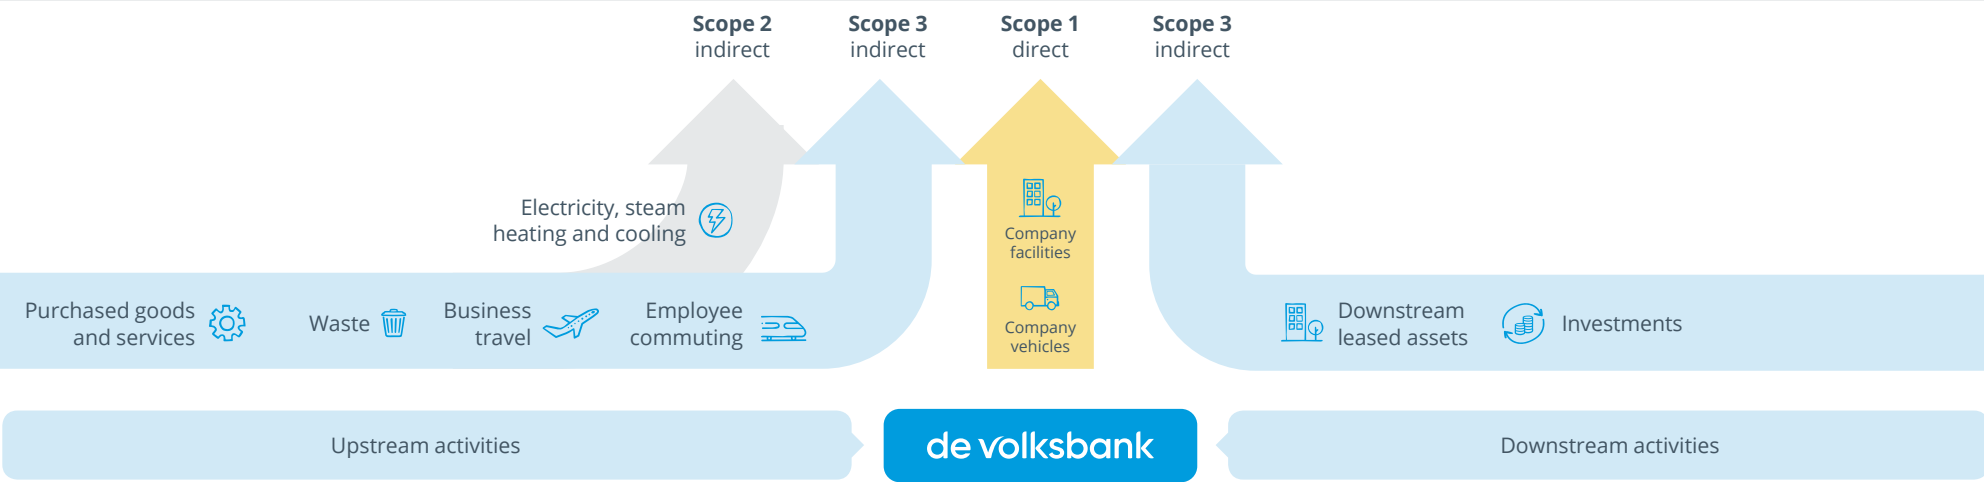 Scope 2
indirect
Scope 3
indirect
Scope 1
direct
Scope 3
indirect
Electricity, steam
heating and cooling
Company
facilities
Company
vehicles
Purchased goods
and services
Waste
Business
travel
Employee
commuting
Downstream
leased assets
Investments
Upstream activities
de volksbank
Downstream activities